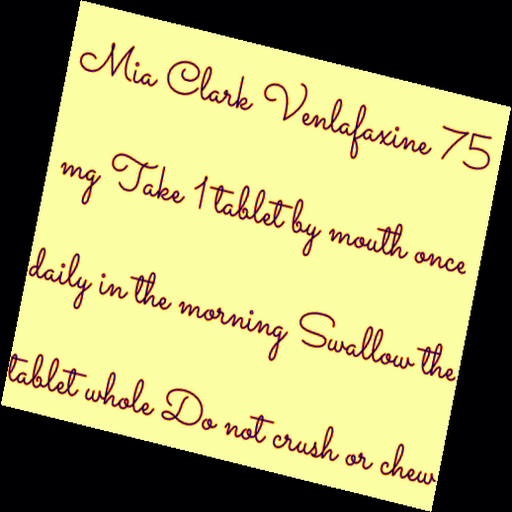 Mia Clark Venlafaxine 75
mg Take 1 tablet by mouth once
daily in the morning Swallow the
tablet whole Do not crush or chew